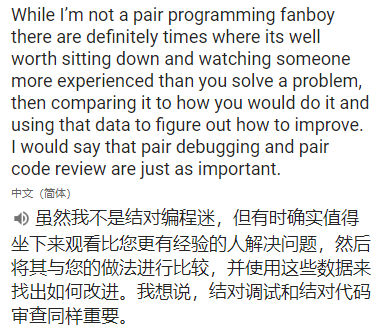 While I’m not a pair programming fanboy
there are definitely times where its well
worth sitting down and watching someone
more experienced than you solve a problem,
then comparing it to how you would do it and
using that data to figure out how to improve.
I would say that pair debugging and pair
code review are just as important.
中文（简体）
虽然我不是结对编程迷，但有时确实值得
坐下来观看比您更有经验的人解决问题，然后
将其与您的做法进行比较，并使用这些数据来
找出如何改进。我想说，结对调试和结对代码
审查同样重要。